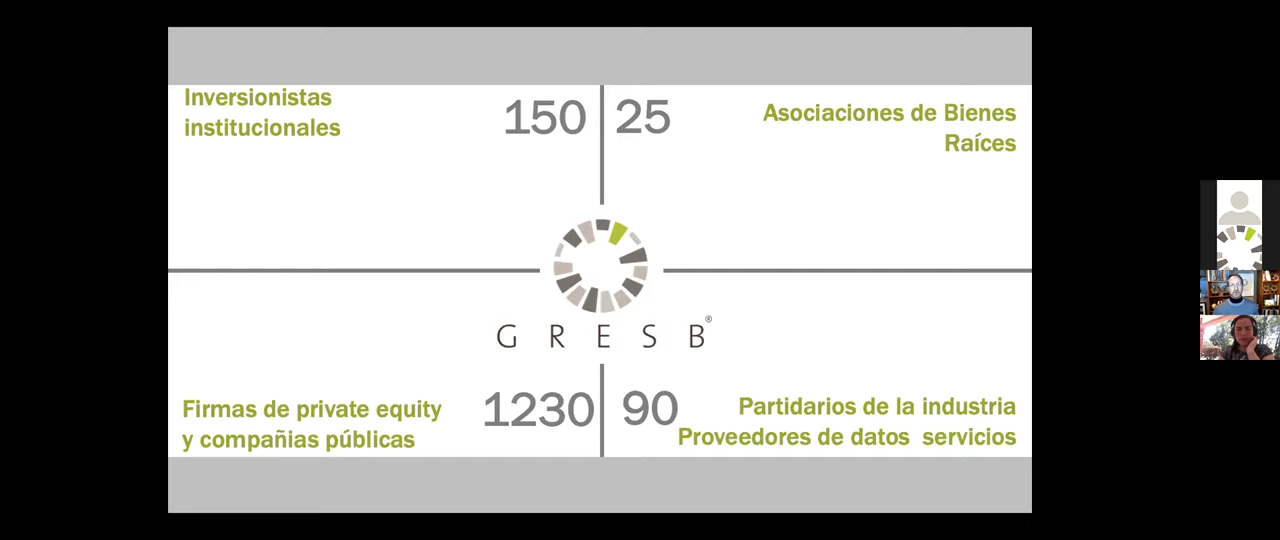 Inversionistas
institucionales
150
25
Asociaciones de Bienes
Raíces
G R E S B®
Firmas de private equity
y compañias públicas
1230
90
Partidarios de la industria
Proveedores de datos  servicios